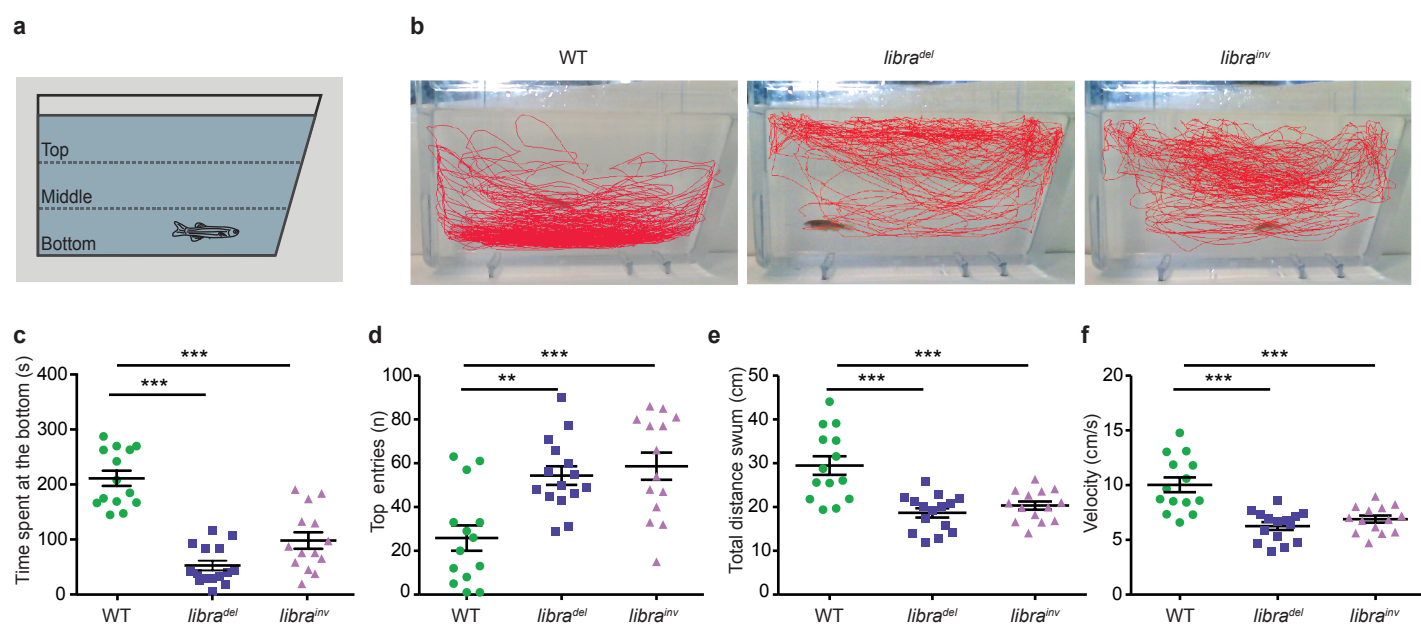 a
Top
Middle
Bottom
b
WT
libra^del
libra^inv
c
Time spent at the bottom (s)
400
300
200
100
0
***
***
WT
libra^del
libra^inv
d
Top entries (n)
100
80
60
40
20
0
***
**
WT
libra^del
libra^inv
e
Total distance swum (cm)
50
40
30
20
10
0
***
***
WT
libra^del
libra^inv
f
Velocity (cm/s)
20
15
10
5
0
***
***
WT
libra^del
libra^inv